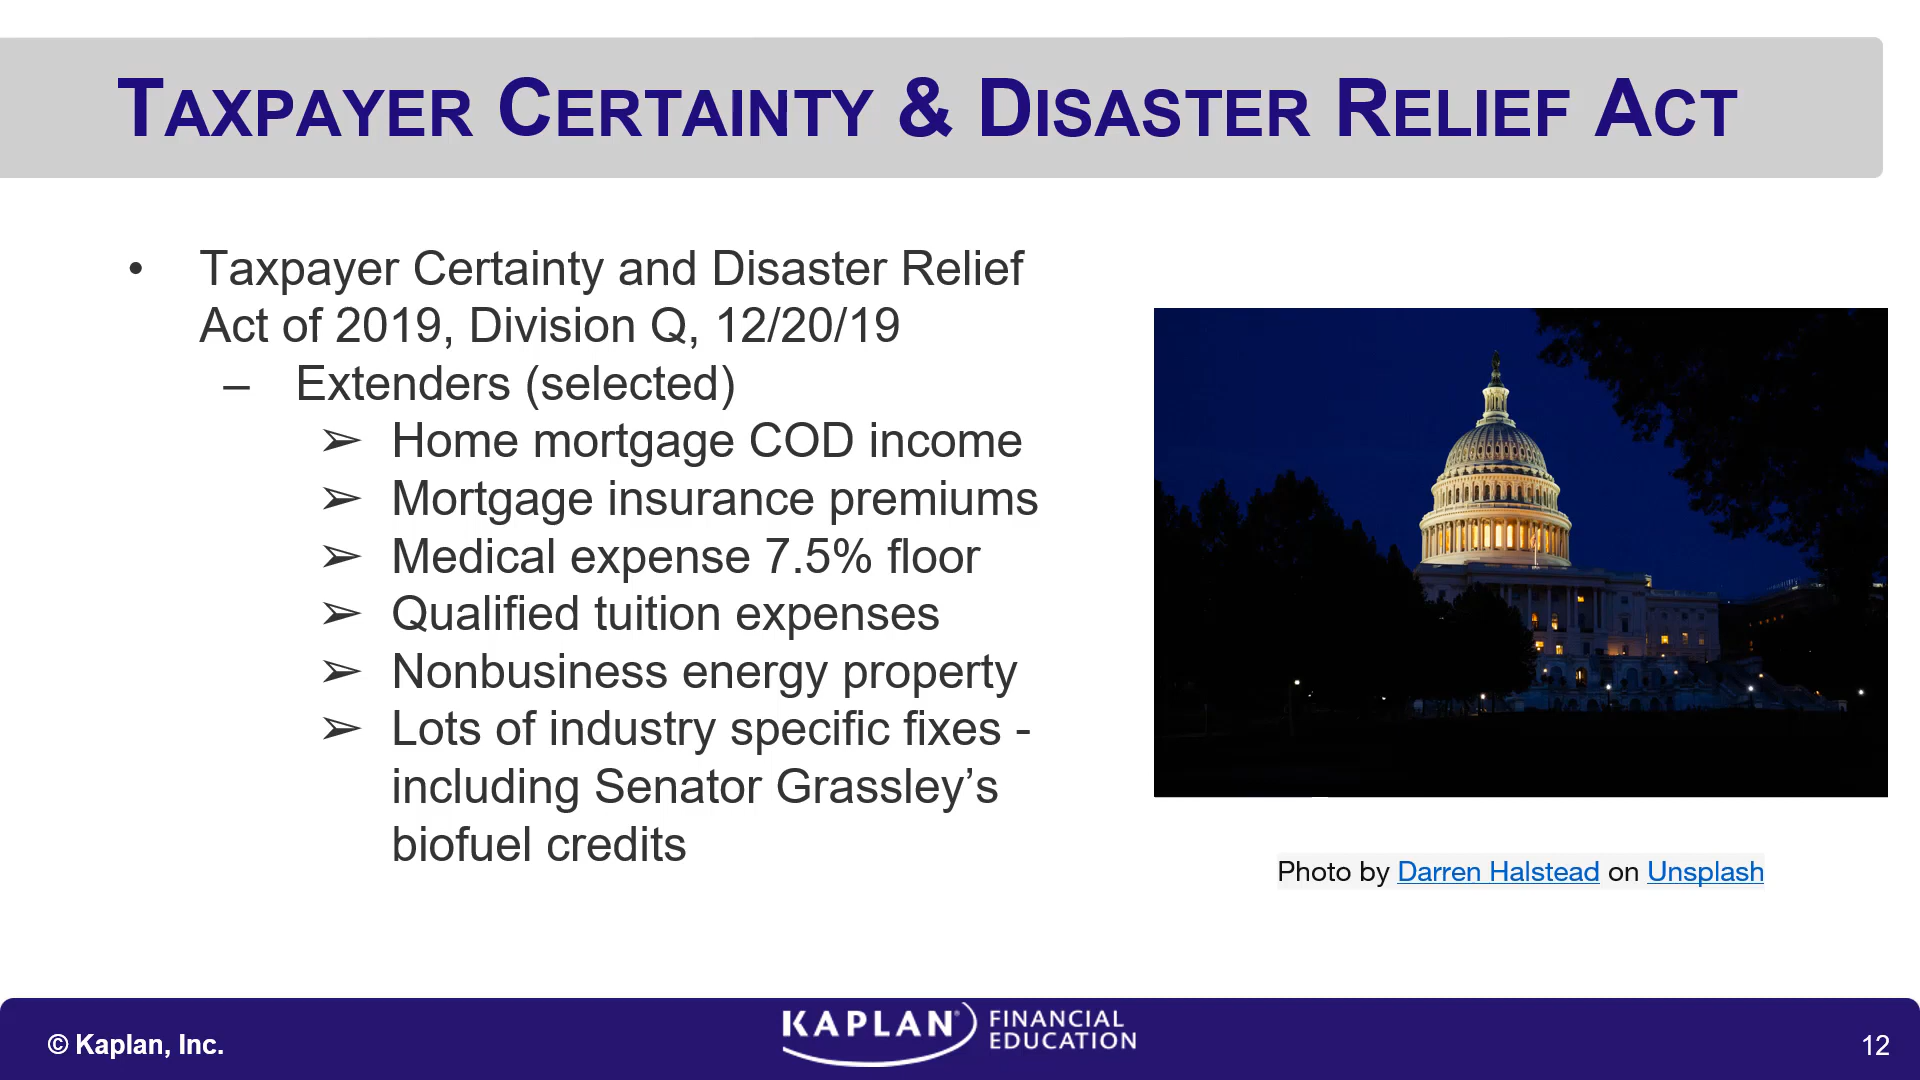 TAXPAYER CERTAINTY & DISASTER RELIEF ACT
• Taxpayer Certainty and Disaster Relief
Act of 2019, Division Q, 12/20/19
– Extenders (selected)
➢ Home mortgage COD income
➢ Mortgage insurance premiums
➢ Medical expense 7.5% floor
➢ Qualified tuition expenses
➢ Nonbusiness energy property
➢ Lots of industry specific fixes -
including Senator Grassley’s
biofuel credits
Photo by Darren Halstead on Unsplash
© Kaplan, Inc.
KAPLAN® FINANCIAL
EDUCATION
12